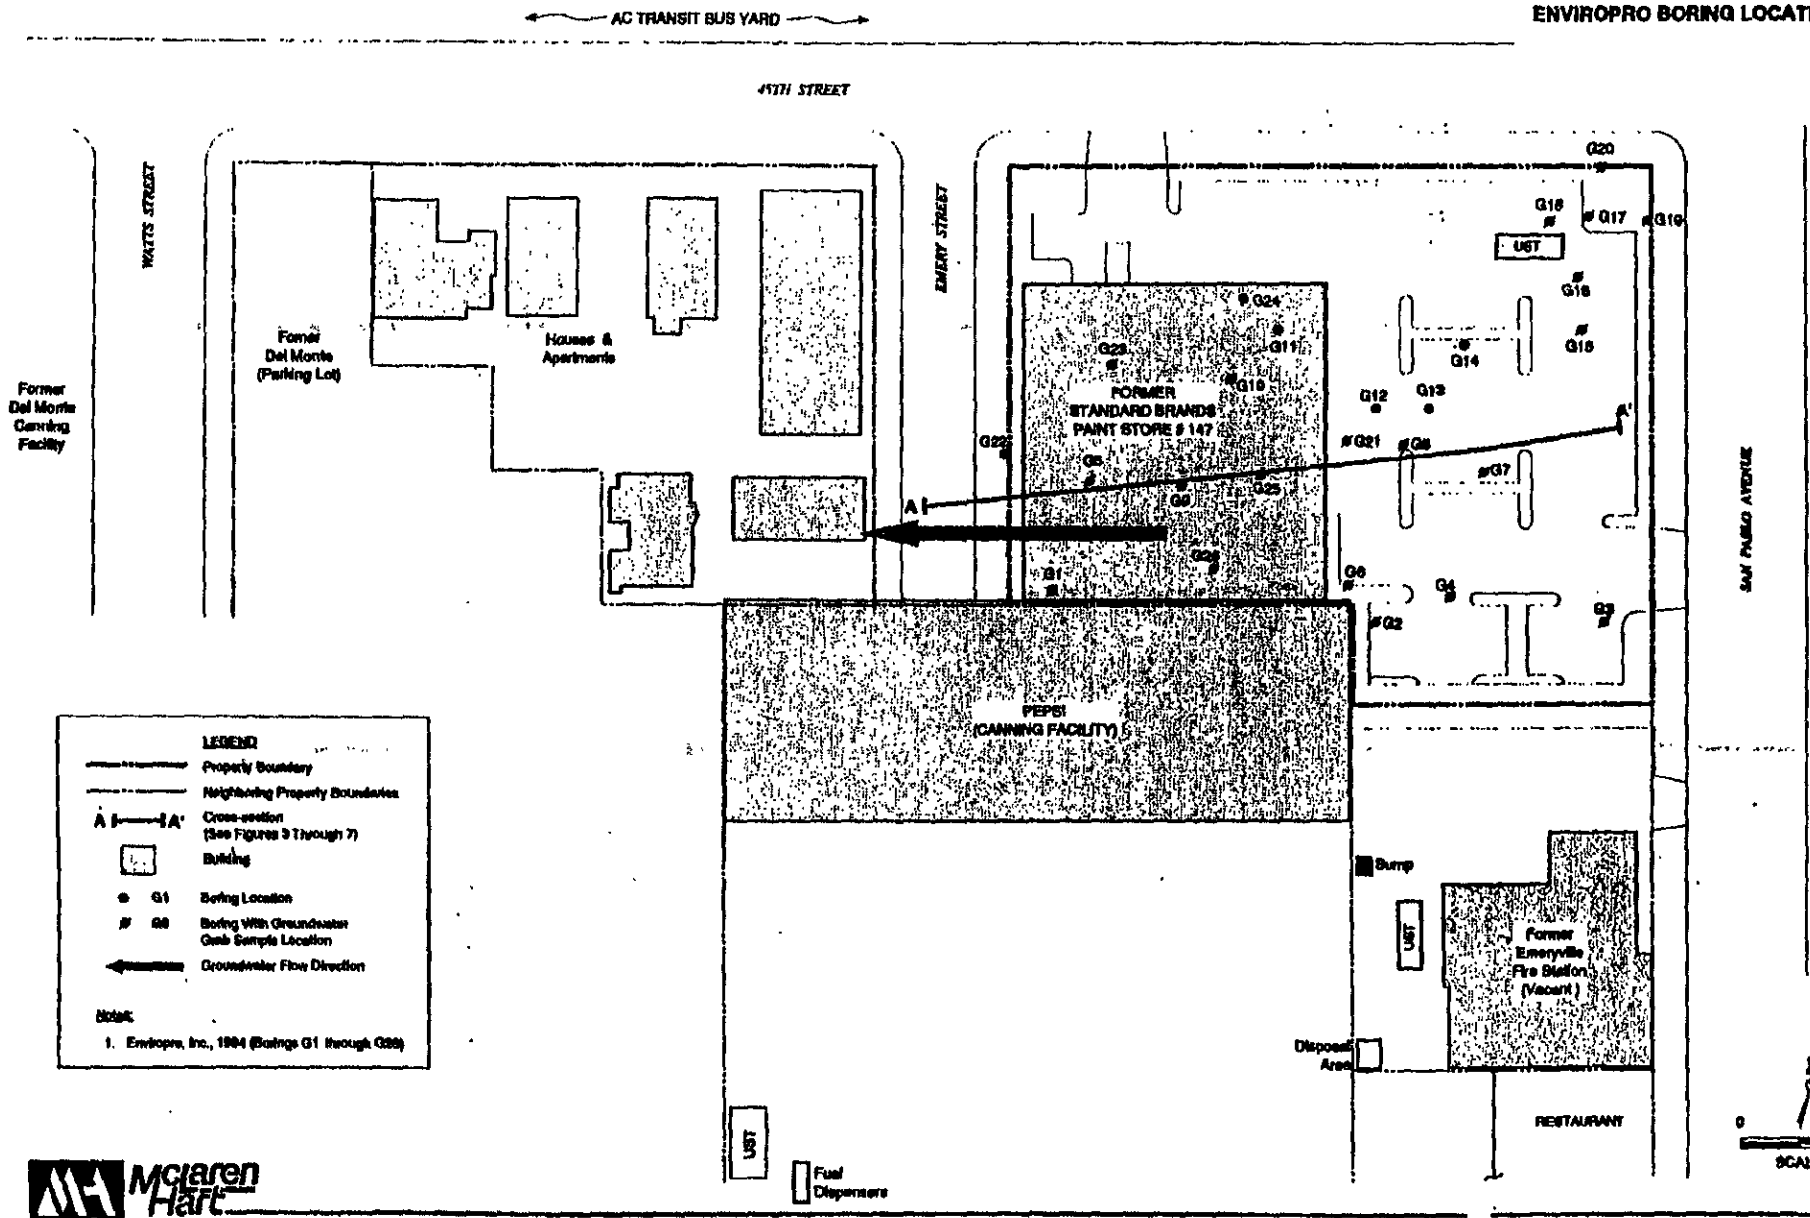 ENVIROPRO BORING LOCATI
AC TRANSIT BUS YARD
45TH STREET
WATTS STREET
EMERY STREET
SAN PABLO AVENUE
G20
G18
G17
G19
UST
G16
G15
G14
G24
G11
G23
G10
G12
G13
A'
Former
Del Monte
(Parking Lot)
Houses &
Apartments
Former
Del Monte
Canning
Facility
FORMER
STANDARD BRANDS
PAINT STORE # 147
G22
G21
G8
G7
G5
G9
G25
A
G1
G6
G4
G3
G2
PEPSI
(CANNING FACILITY)
LEGEND
Property Boundary
Neighboring Property Boundaries
A A' Cross-section
(See Figures 3 Through 7)
Building
G1 Boring Location
Boring With Groundwater
Grab Sample Location
Groundwater Flow Direction
Notes:
1. Enviropro, Inc., 1994 (Borings G1 through
Sump
UST
Former
Emeryville
Fire Station
(Vacant)
Disposal
Area
RESTAURANT
0
SCAL
UST
Fuel
Dispensers
McLaren
Hart